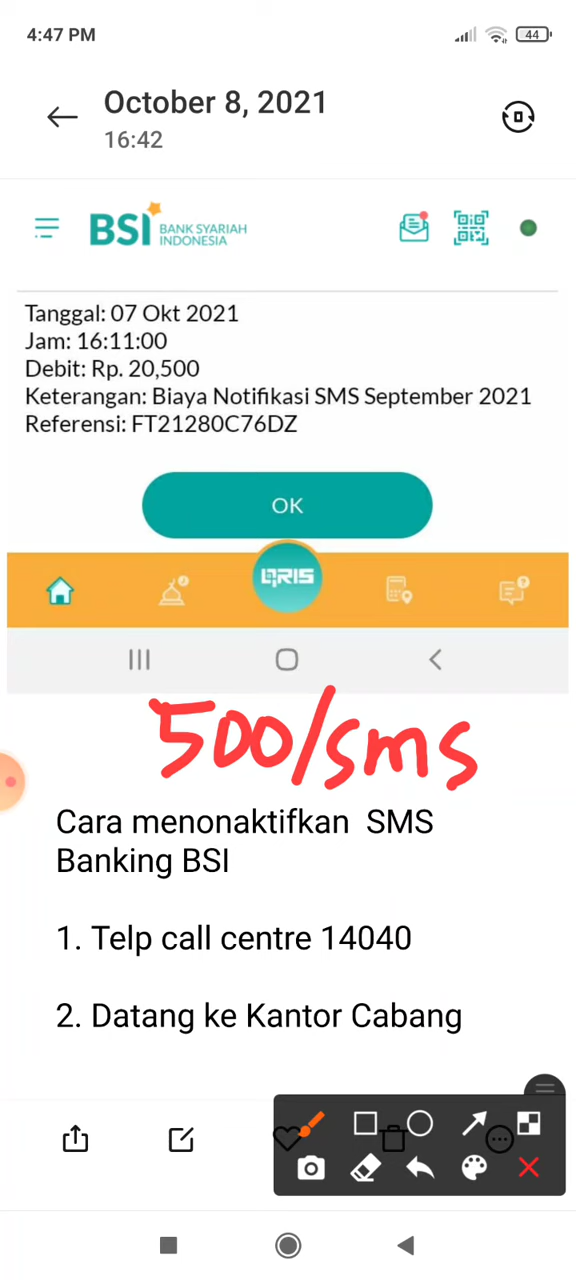 4:47 PM
44
October 8, 2021
16:42
BSI BANK SYARIAH
INDONESIA
Tanggal: 07 Okt 2021
Jam: 16:11:00
Debit: Rp. 20,500
Keterangan: Biaya Notifikasi SMS September 2021
Referensi: FT21280C76DZ
OK
QRIS
500/sms
Cara menonaktifkan SMS
Banking BSI
1. Telp call centre 14040
2. Datang ke Kantor Cabang